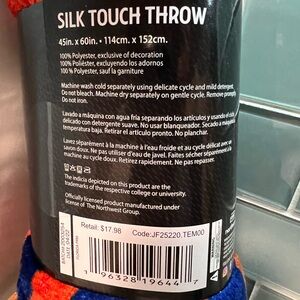 SILK TOUCH THROW
45in. x 60in. • 114cm. x 152cm.
100% Polyester, exclusive of decoration
100% Poliéster, excluyendo los adornos
100 % Polyester, sauf la garniture
Machine wash cold separately using delicate cycle and mild detergent.
Do not bleach. Machine dry separately on gentle cycle. Remove promptly.
Do not iron.
Lavado a máquina con agua fría separando los artículos y usando el ciclo
delicado con detergente suave. No usar blanqueador. Secado a máquina
temperatura baja. Retirar el artículo pronto. No planchar.
Lavez séparément à la machine à l'eau froide et au cycle délicat avec un
savon doux. Ne pas utiliser d'eau de javel. Faites sécher séparément
au cycle délicat. Retirez rapidement. Ne pas repasser.
The indicia depicted on this product are the
trademarks of the respective college or university.
Officially licensed product manufactured under
license of The Northwest Group.
Retail: $17.98
Code:JF25220.TEM00
1 96328 19644 7